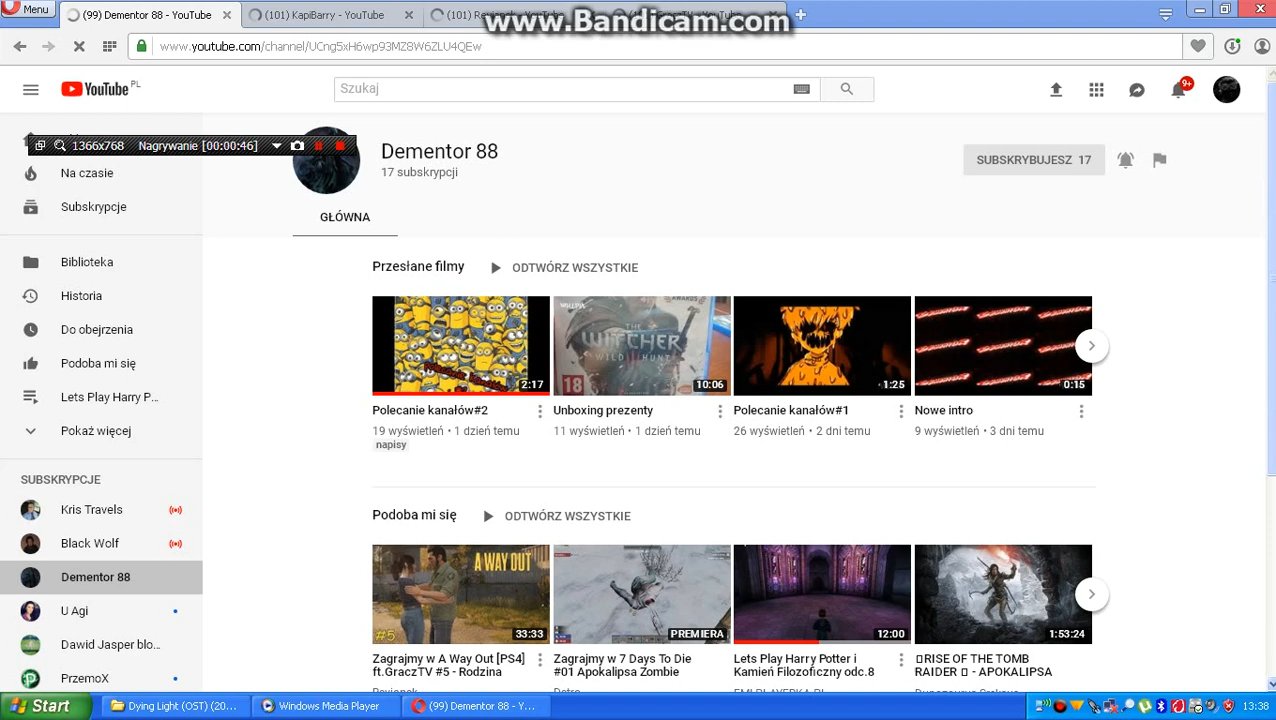 Menu
(99) Dementor 88 - YouTube
(101) KapiBarry - YouTube
www.Bandicam.com
www.youtube.com/channel/UCng5xH6wp93MZ8W6ZLU4QEw
YouTube PL
Szukaj
9+
1366x768 Nagrywanie [00:00:46]
Dementor 88
17 subskrypcji
SUBSKRYBUJESZ 17
GŁÓWNA
Na czasie
Subskrypcje
Biblioteka
Historia
Do obejrzenia
Podoba mi się
Lets Play Harry P...
Pokaż więcej
SUBSKRYPCJE
Kris Travels
Black Wolf
Dementor 88
U Agi
Dawid Jasper blo...
PrzemoX
Przesłane filmy
ODTWÓRZ WSZYSTKIE
2:17
THE WITCHER
WILD HUNT
18
10:06
1:25
0:15
Polecanie kanałów#2
19 wyświetleń • 1 dzień temu
napisy
Unboxing prezenty
11 wyświetleń • 1 dzień temu
Polecanie kanałów#1
26 wyświetleń • 2 dni temu
Nowe intro
9 wyświetleń • 3 dni temu
Podoba mi się
ODTWÓRZ WSZYSTKIE
A WAY OUT
#5
33:33
PREMIERA
12:00
1:53:24
Zagrajmy w A Way Out [PS4]
ft.GraczTV #5 - Rodzina
Zagrajmy w 7 Days To Die
#01 Apokalipsa Zombie
Lets Play Harry Potter i
Kamień Filozoficzny odc.8
RISE OF THE TOMB
RAIDER - APOKALIPSA
Start
Dying Light (OST) (20...
Windows Media Player
(99) Dementor 88 - Y...
13:38